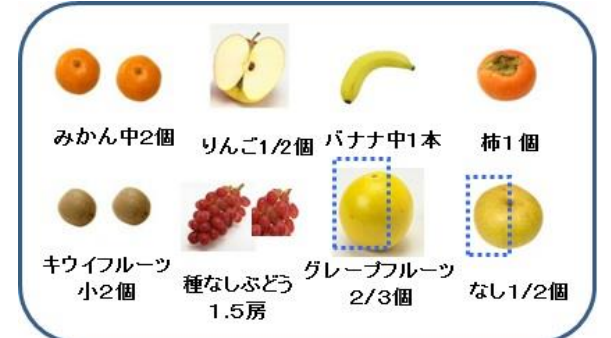 みかん中2個
りんご1/2個
バナナ中1本
柿1個
キウイフルーツ
小2個
種なしぶどう
1.5房
グレープフルーツ
2/3個
なし1/2個